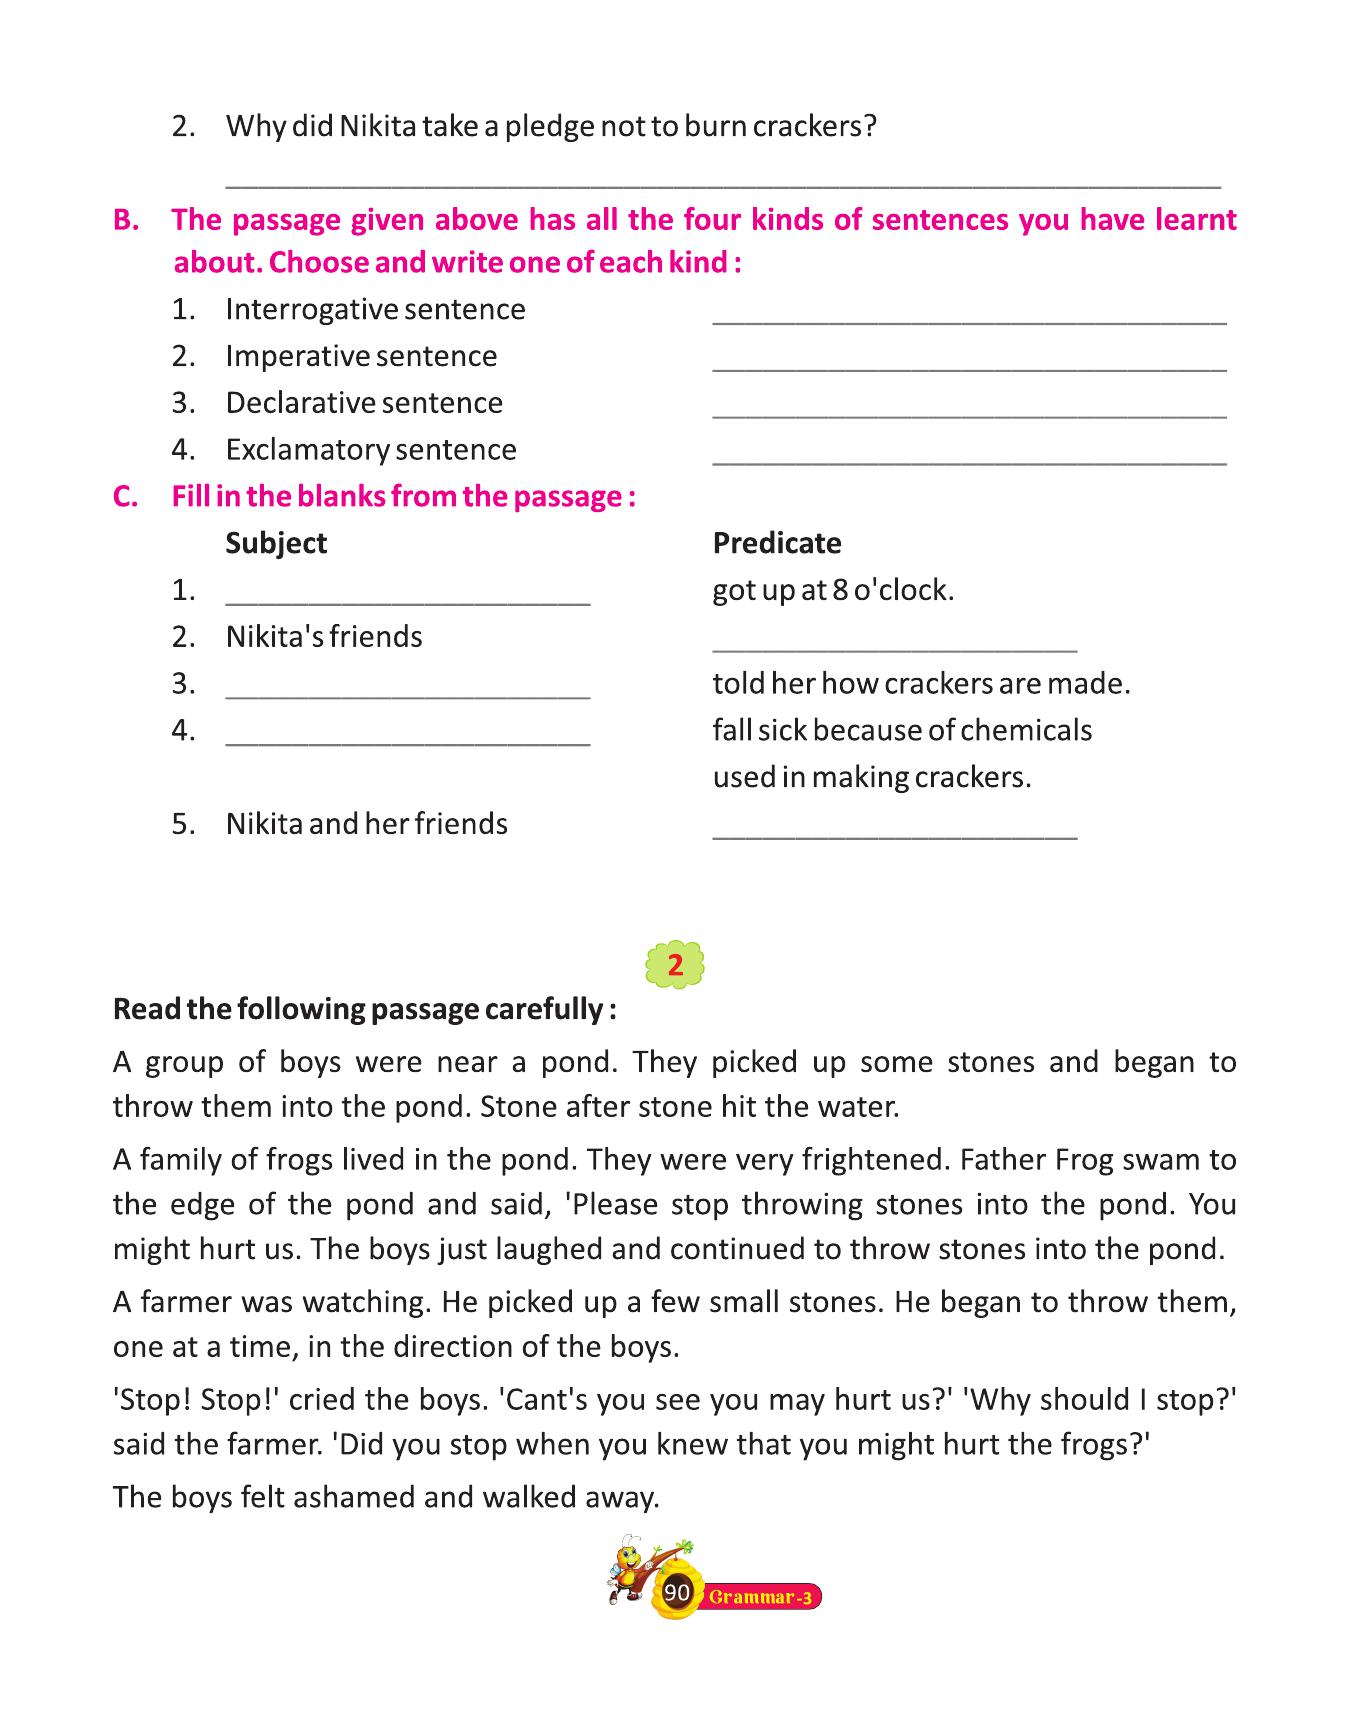 2. Why did Nikita take a pledge not to burn crackers?
B. The passage given above has all the four kinds of sentences you have learnt
about. Choose and write one of each kind :
1. Interrogative sentence
2. Imperative sentence
3. Declarative sentence
4. Exclamatory sentence
C. Fill in the blanks from the passage :
Subject Predicate
1. got up at 8 o'clock.
2. Nikita's friends
3. told her how crackers are made.
4. fall sick because of chemicals
used in making crackers.
5. Nikita and her friends
2
Read the following passage carefully :
A group of boys were near a pond. They picked up some stones and began to
throw them into the pond. Stone after stone hit the water.
A family of frogs lived in the pond. They were very frightened. Father Frog swam to
the edge of the pond and said, 'Please stop throwing stones into the pond. You
might hurt us. The boys just laughed and continued to throw stones into the pond.
A farmer was watching. He picked up a few small stones. He began to throw them,
one at a time, in the direction of the boys.
'Stop! Stop!' cried the boys. 'Cant's you see you may hurt us?' 'Why should I stop?'
said the farmer. 'Did you stop when you knew that you might hurt the frogs?'
The boys felt ashamed and walked away.
90 Grammar-3